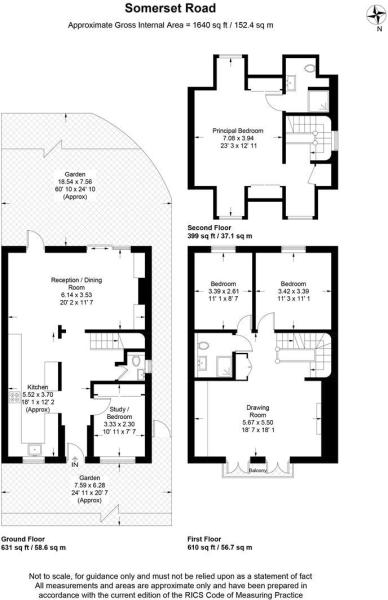 Somerset Road
Approximate Gross Internal Area = 1640 sq ft / 152.4 sq m
N
Principal Bedroom
7.08 x 3.94
23' 3 x 12' 11
Second Floor
399 sq ft / 37.1 sq m
Garden
18.54 x 7.56
60' 10 x 24' 10
(Approx)
Reception / Dining
Room
6.14 x 3.53
20' 2 x 11' 7
Kitchen
5.52 x 3.70
18' 1 x 12' 2
(Approx)
Study /
Bedroom
3.33 x 2.30
10' 11 x 7' 7
IN
Garden
7.59 x 6.28
24' 11 x 20' 7
(Approx)
Ground Floor
631 sq ft / 58.6 sq m
Bedroom
3.39 x 2.61
11' 1 x 8' 7
Bedroom
3.42 x 3.39
11' 3 x 11' 1
Drawing
Room
5.67 x 5.50
18' 7 x 18' 1
Balcony
First Floor
610 sq ft / 56.7 sq m
Not to scale, for guidance only and must not be relied upon as a statement of fact
All measurements and areas are approximate only and have been prepared in
accordance with the current edition of the RICS Code of Measuring Practice